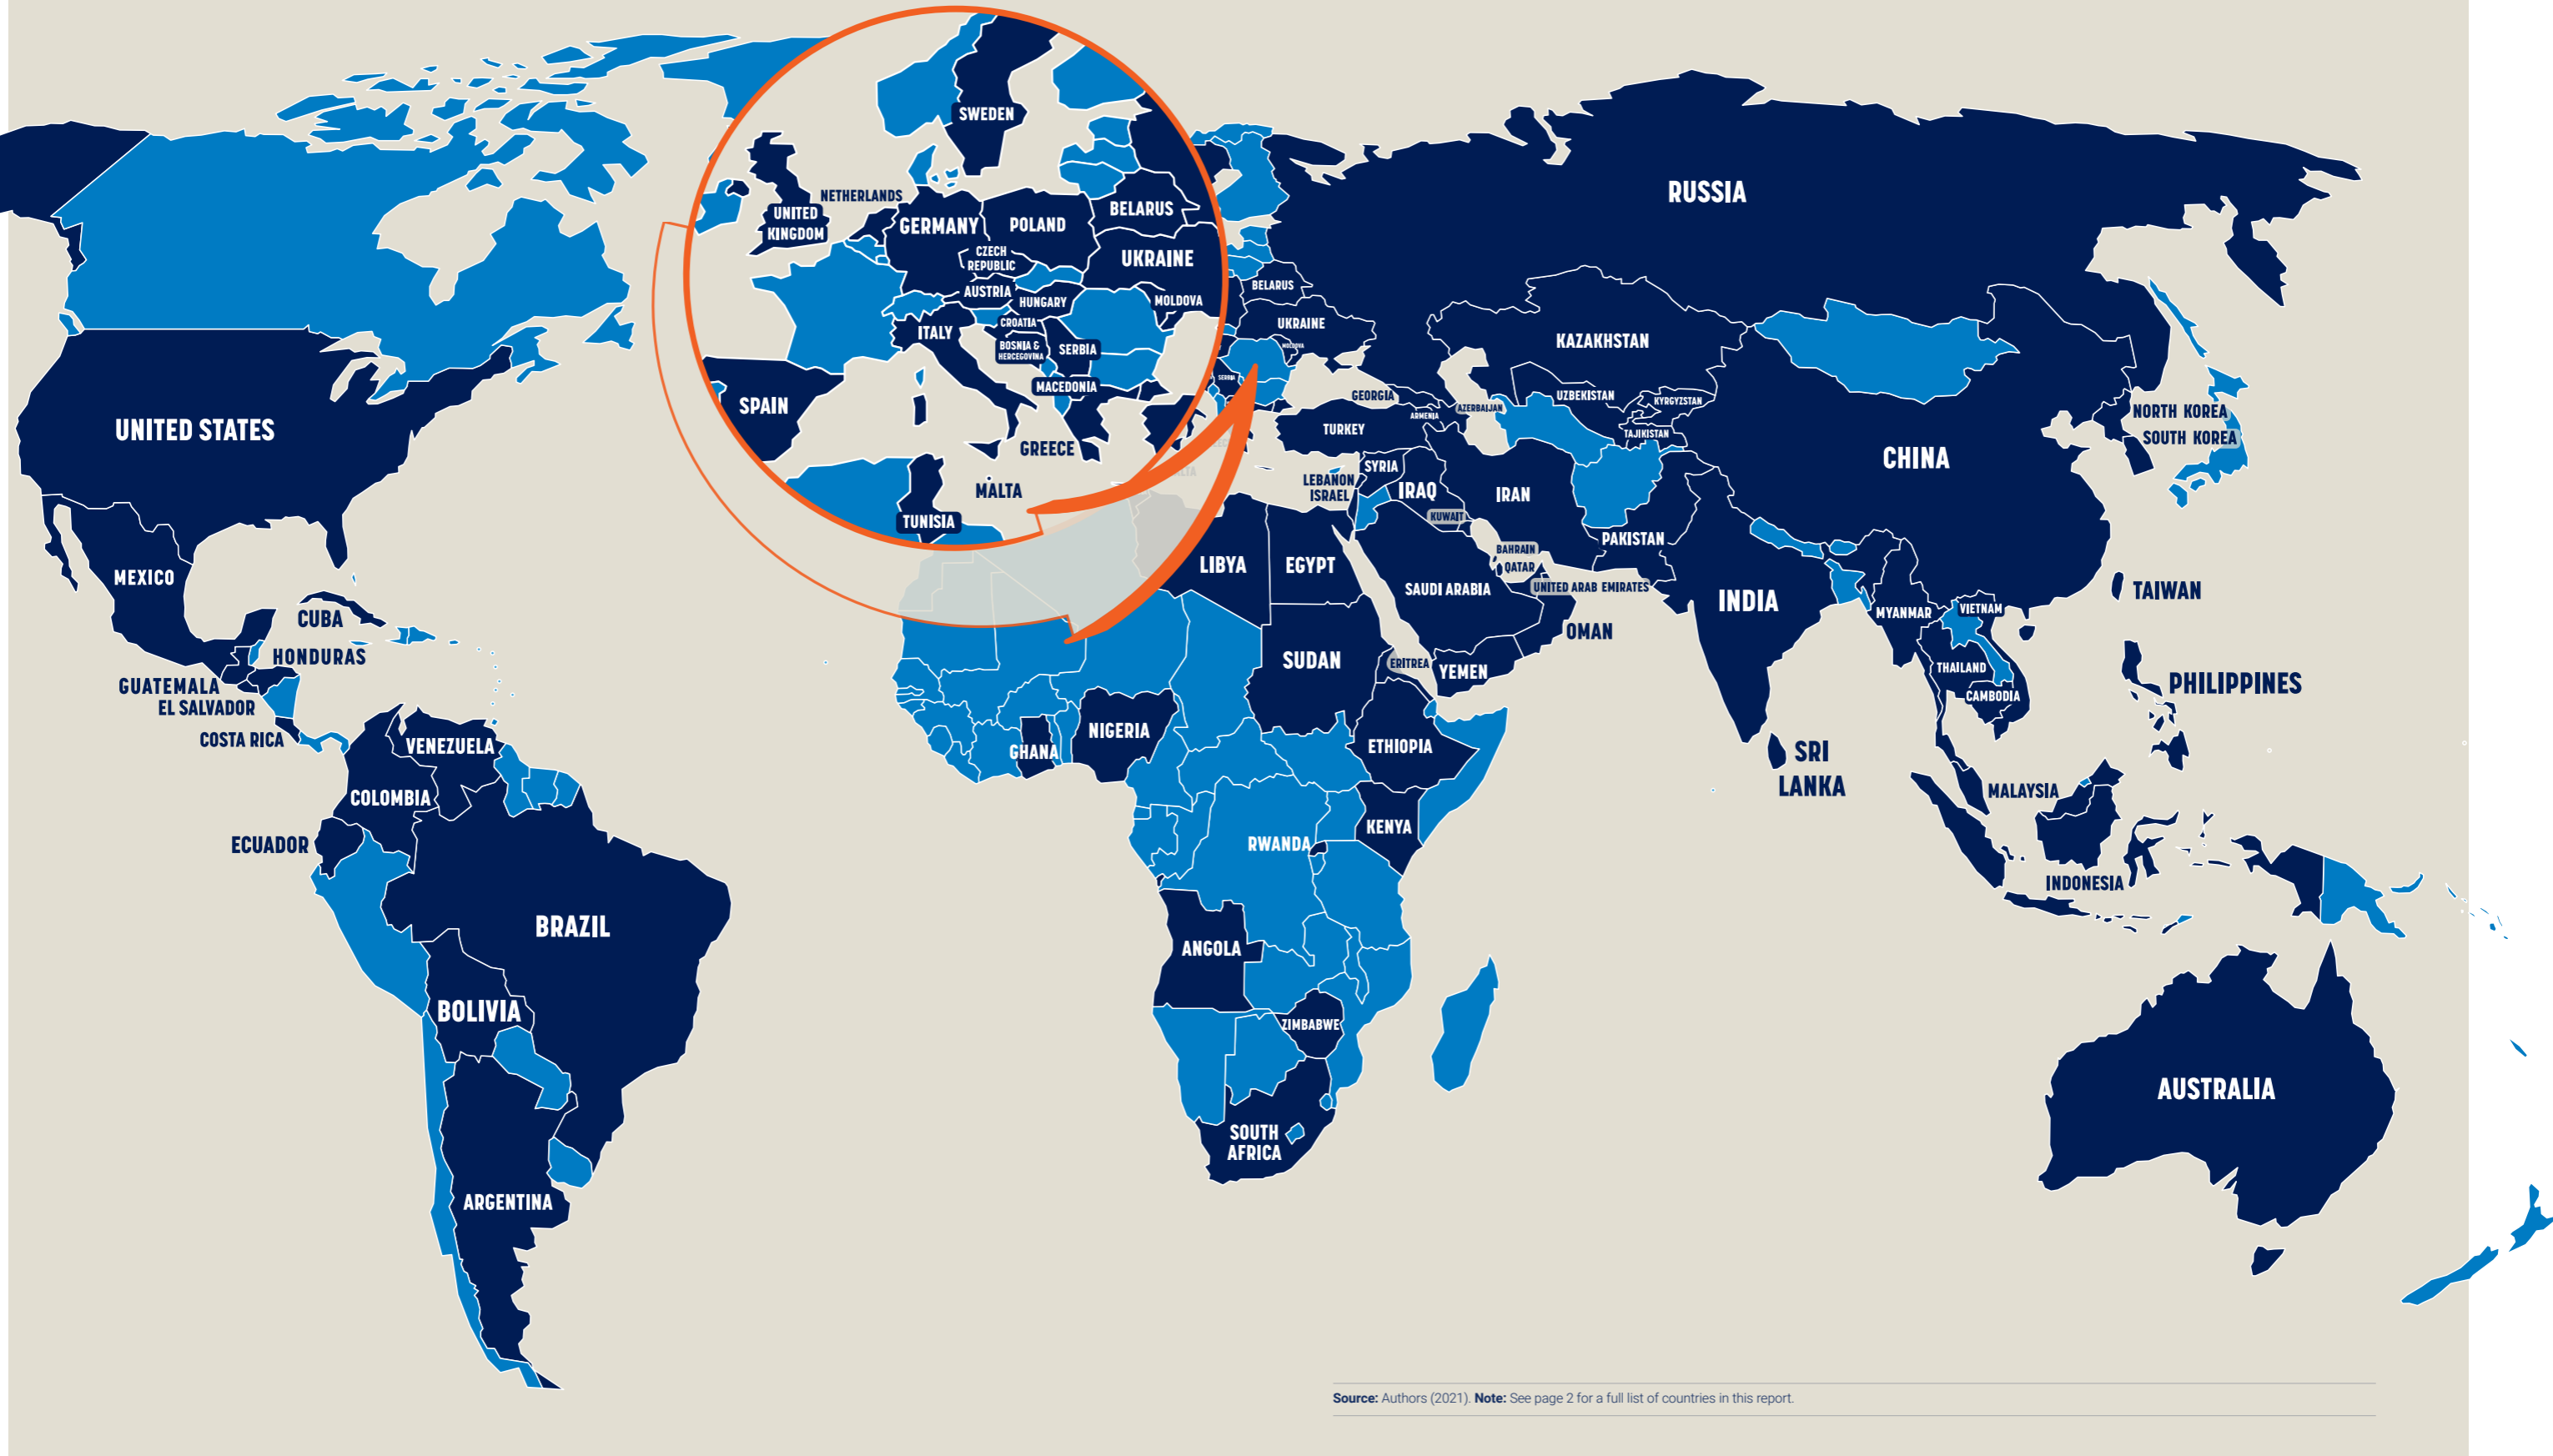 SWEDEN
NETHERLANDS
UNITED
KINGDOM
GERMANY
POLAND
BELARUS
CZECH
REPUBLIC
UKRAINE
AUSTRIA
HUNGARY
MOLDOVA
ITALY
CROATIA
BOSNIA &
HERCEGOVINA
SERBIA
MACEDONIA
SPAIN
GREECE
MALTA
TUNISIA
RUSSIA
BELARUS
UKRAINE
MOLDOVA
SERBIA
KAZAKHSTAN
GEORGIA
ARMENIA
AZERBAIJAN
UZBEKISTAN
KYRGYZSTAN
TAJIKISTAN
TURKEY
NORTH KOREA
SOUTH KOREA
CHINA
UNITED STATES
SYRIA
LEBANON
ISRAEL
IRAQ
IRAN
KUWAIT
PAKISTAN
BAHRAIN
QATAR
UNITED ARAB EMIRATES
SAUDI ARABIA
LIBYA
EGYPT
MEXICO
CUBA
HONDURAS
GUATEMALA
EL SALVADOR
COSTA RICA
INDIA
TAIWAN
MYANMAR
VIETNAM
OMAN
SUDAN
ERITREA
YEMEN
THAILAND
CAMBODIA
PHILIPPINES
VENEZUELA
NIGERIA
GHANA
ETHIOPIA
SRI
LANKA
MALAYSIA
COLOMBIA
ECUADOR
KENYA
RWANDA
INDONESIA
BRAZIL
ANGOLA
BOLIVIA
ZIMBABWE
AUSTRALIA
SOUTH
AFRICA
ARGENTINA
Source: Authors (2021). Note: See page 2 for a full list of countries in this report.